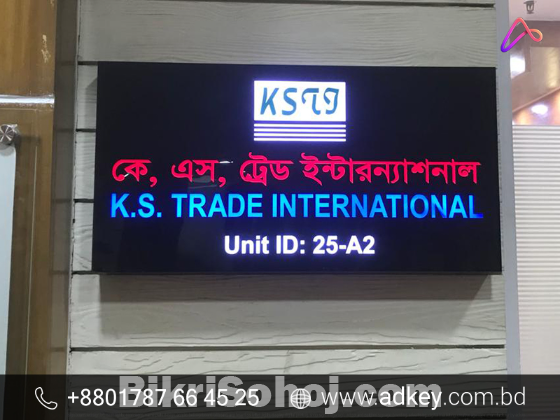 KSTI
কে, এস, ট্রেড ইন্টারন্যাশনাল
K.S. TRADE INTERNATIONAL
Unit ID: 25-A2
BikriSohoj.com
+8801787 66 45 25
www.adkey.com.bd